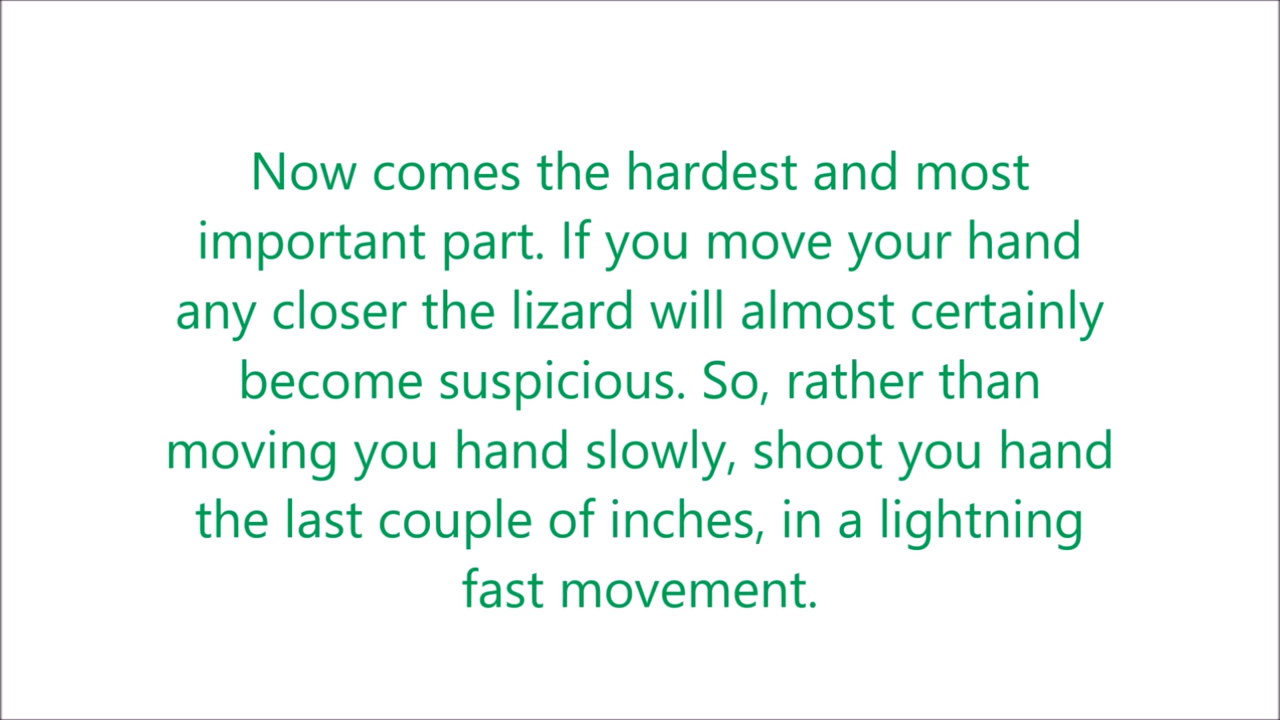 Now comes the hardest and most
important part. If you move your hand
any closer the lizard will almost certainly
become suspicious. So, rather than
moving you hand slowly, shoot you hand
the last couple of inches, in a lightning
fast movement.